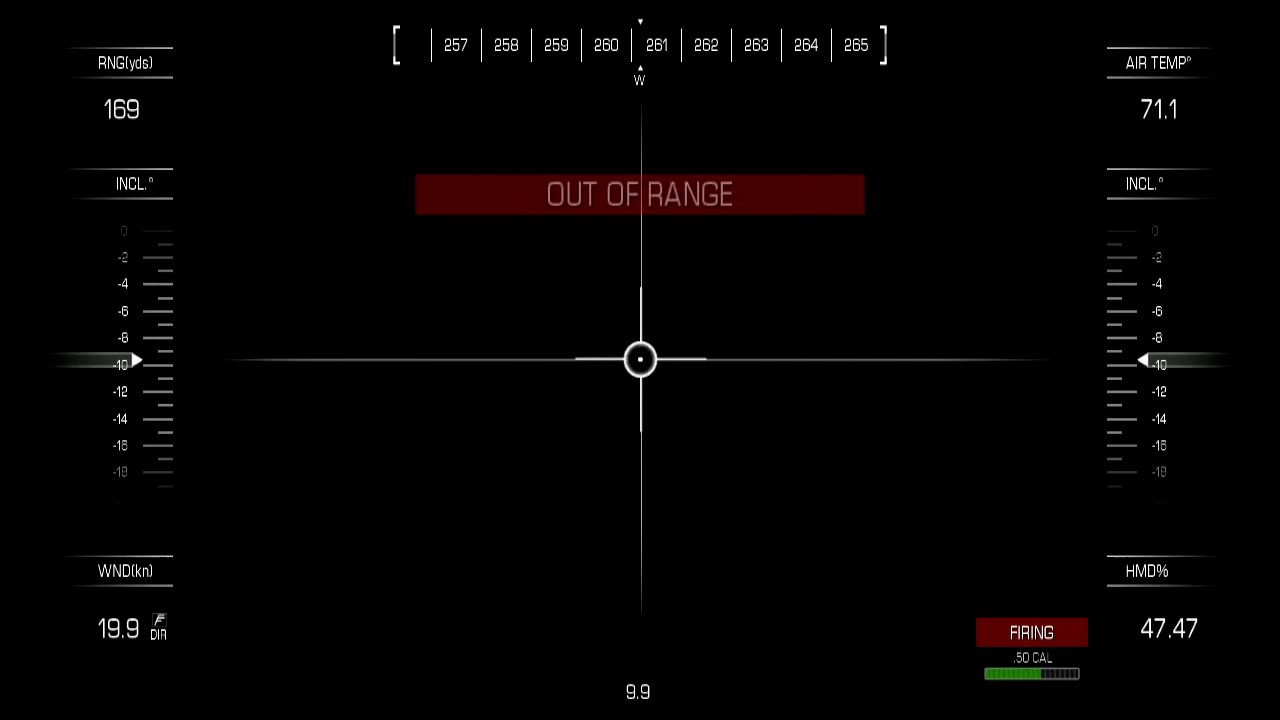 257 258 259 260 261 262 263 264 265
W
RNG(yds)
169
AIR TEMP°
71.1
OUT OF RANGE
INCL.°
0
-2
-4
-6
-8
-10
-12
-14
-16
-18
INCL.°
0
-2
-4
-6
-8
-10
-12
-14
-16
-18
WND(kn)
19.9
DIR
HMD%
47.47
FIRING
.50 CAL
9.9